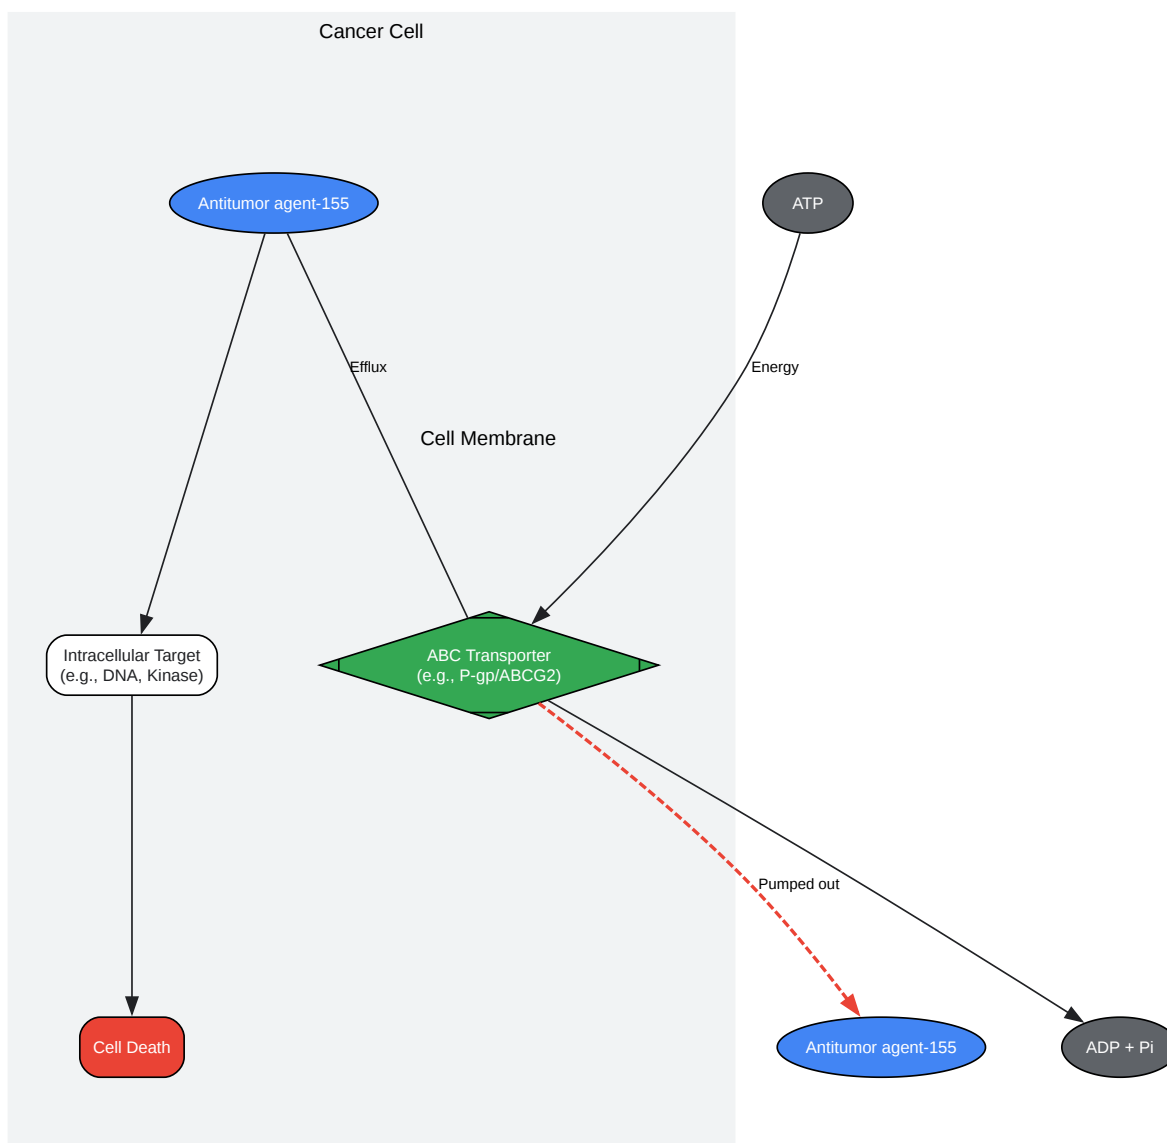 Cancer Cell
Antitumor agent-155
ATP
Efflux
Energy
Cell Membrane
Intracellular Target
(e.g., DNA, Kinase)
ABC Transporter
(e.g., P-gp/ABCG2)
Pumped out
Cell Death
Antitumor agent-155
ADP + Pi